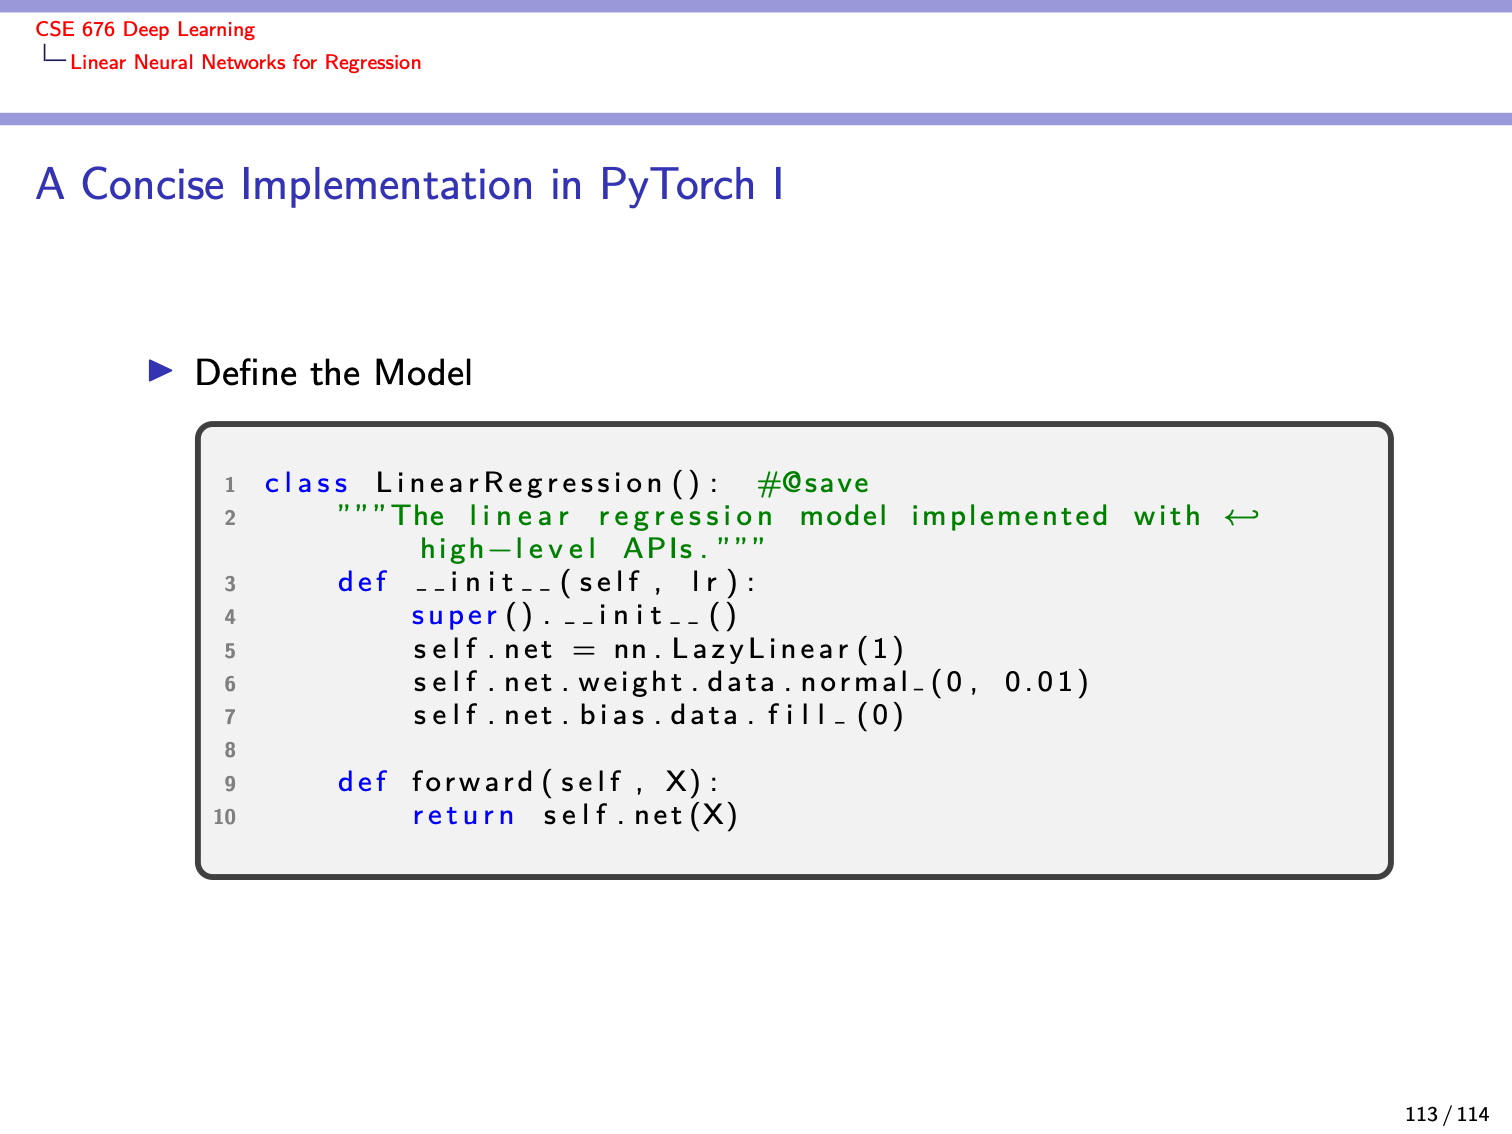 CSE 676 Deep Learning
Linear Neural Networks for Regression
A Concise Implementation in PyTorch I
▶ Define the Model
1 class LinearRegression(): #@save
2     """The linear regression model implemented with ↩
high-level APIs."""
3     def __init__(self, lr):
4         super().__init__()
5         self.net = nn.LazyLinear(1)
6         self.net.weight.data.normal_(0, 0.01)
7         self.net.bias.data.fill_(0)
8
9     def forward(self, X):
10         return self.net(X)
113 / 114